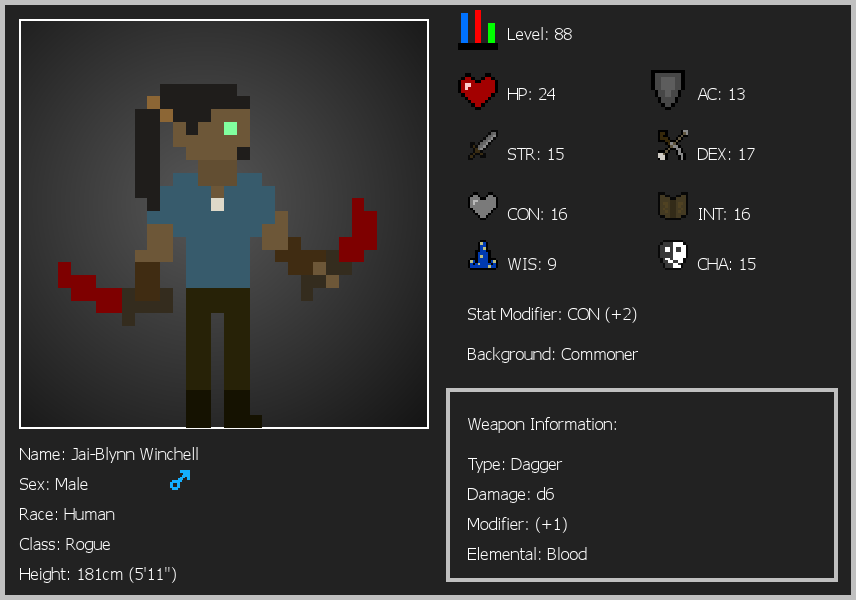 Level: 88
HP: 24
AC: 13
STR: 15
DEX: 17
CON: 16
INT: 16
WIS: 9
CHA: 15
Stat Modifier: CON (+2)
Background: Commoner
Weapon Information:
Type: Dagger
Damage: d6
Modifier: (+1)
Elemental: Blood
Name: Jai-Blynn Winchell
Sex: Male
Race: Human
Class: Rogue
Height: 181cm (5'11")